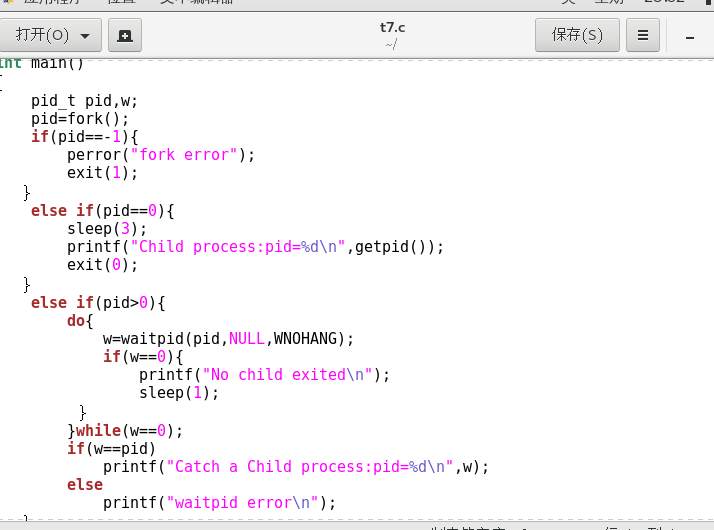 打开(O)
t7.c
~/
保存(S)
int main()
{
pid_t pid,w;
pid=fork();
if(pid==-1){
perror("fork error");
exit(1);
}
else if(pid==0){
sleep(3);
printf("Child process:pid=%d\n",getpid());
exit(0);
}
else if(pid>0){
do{
w=waitpid(pid,NULL,WNOHANG);
if(w==0){
printf("No child exited\n");
sleep(1);
}
}while(w==0);
if(w==pid)
printf("Catch a Child process:pid=%d\n",w);
else
printf("waitpid error\n");
}